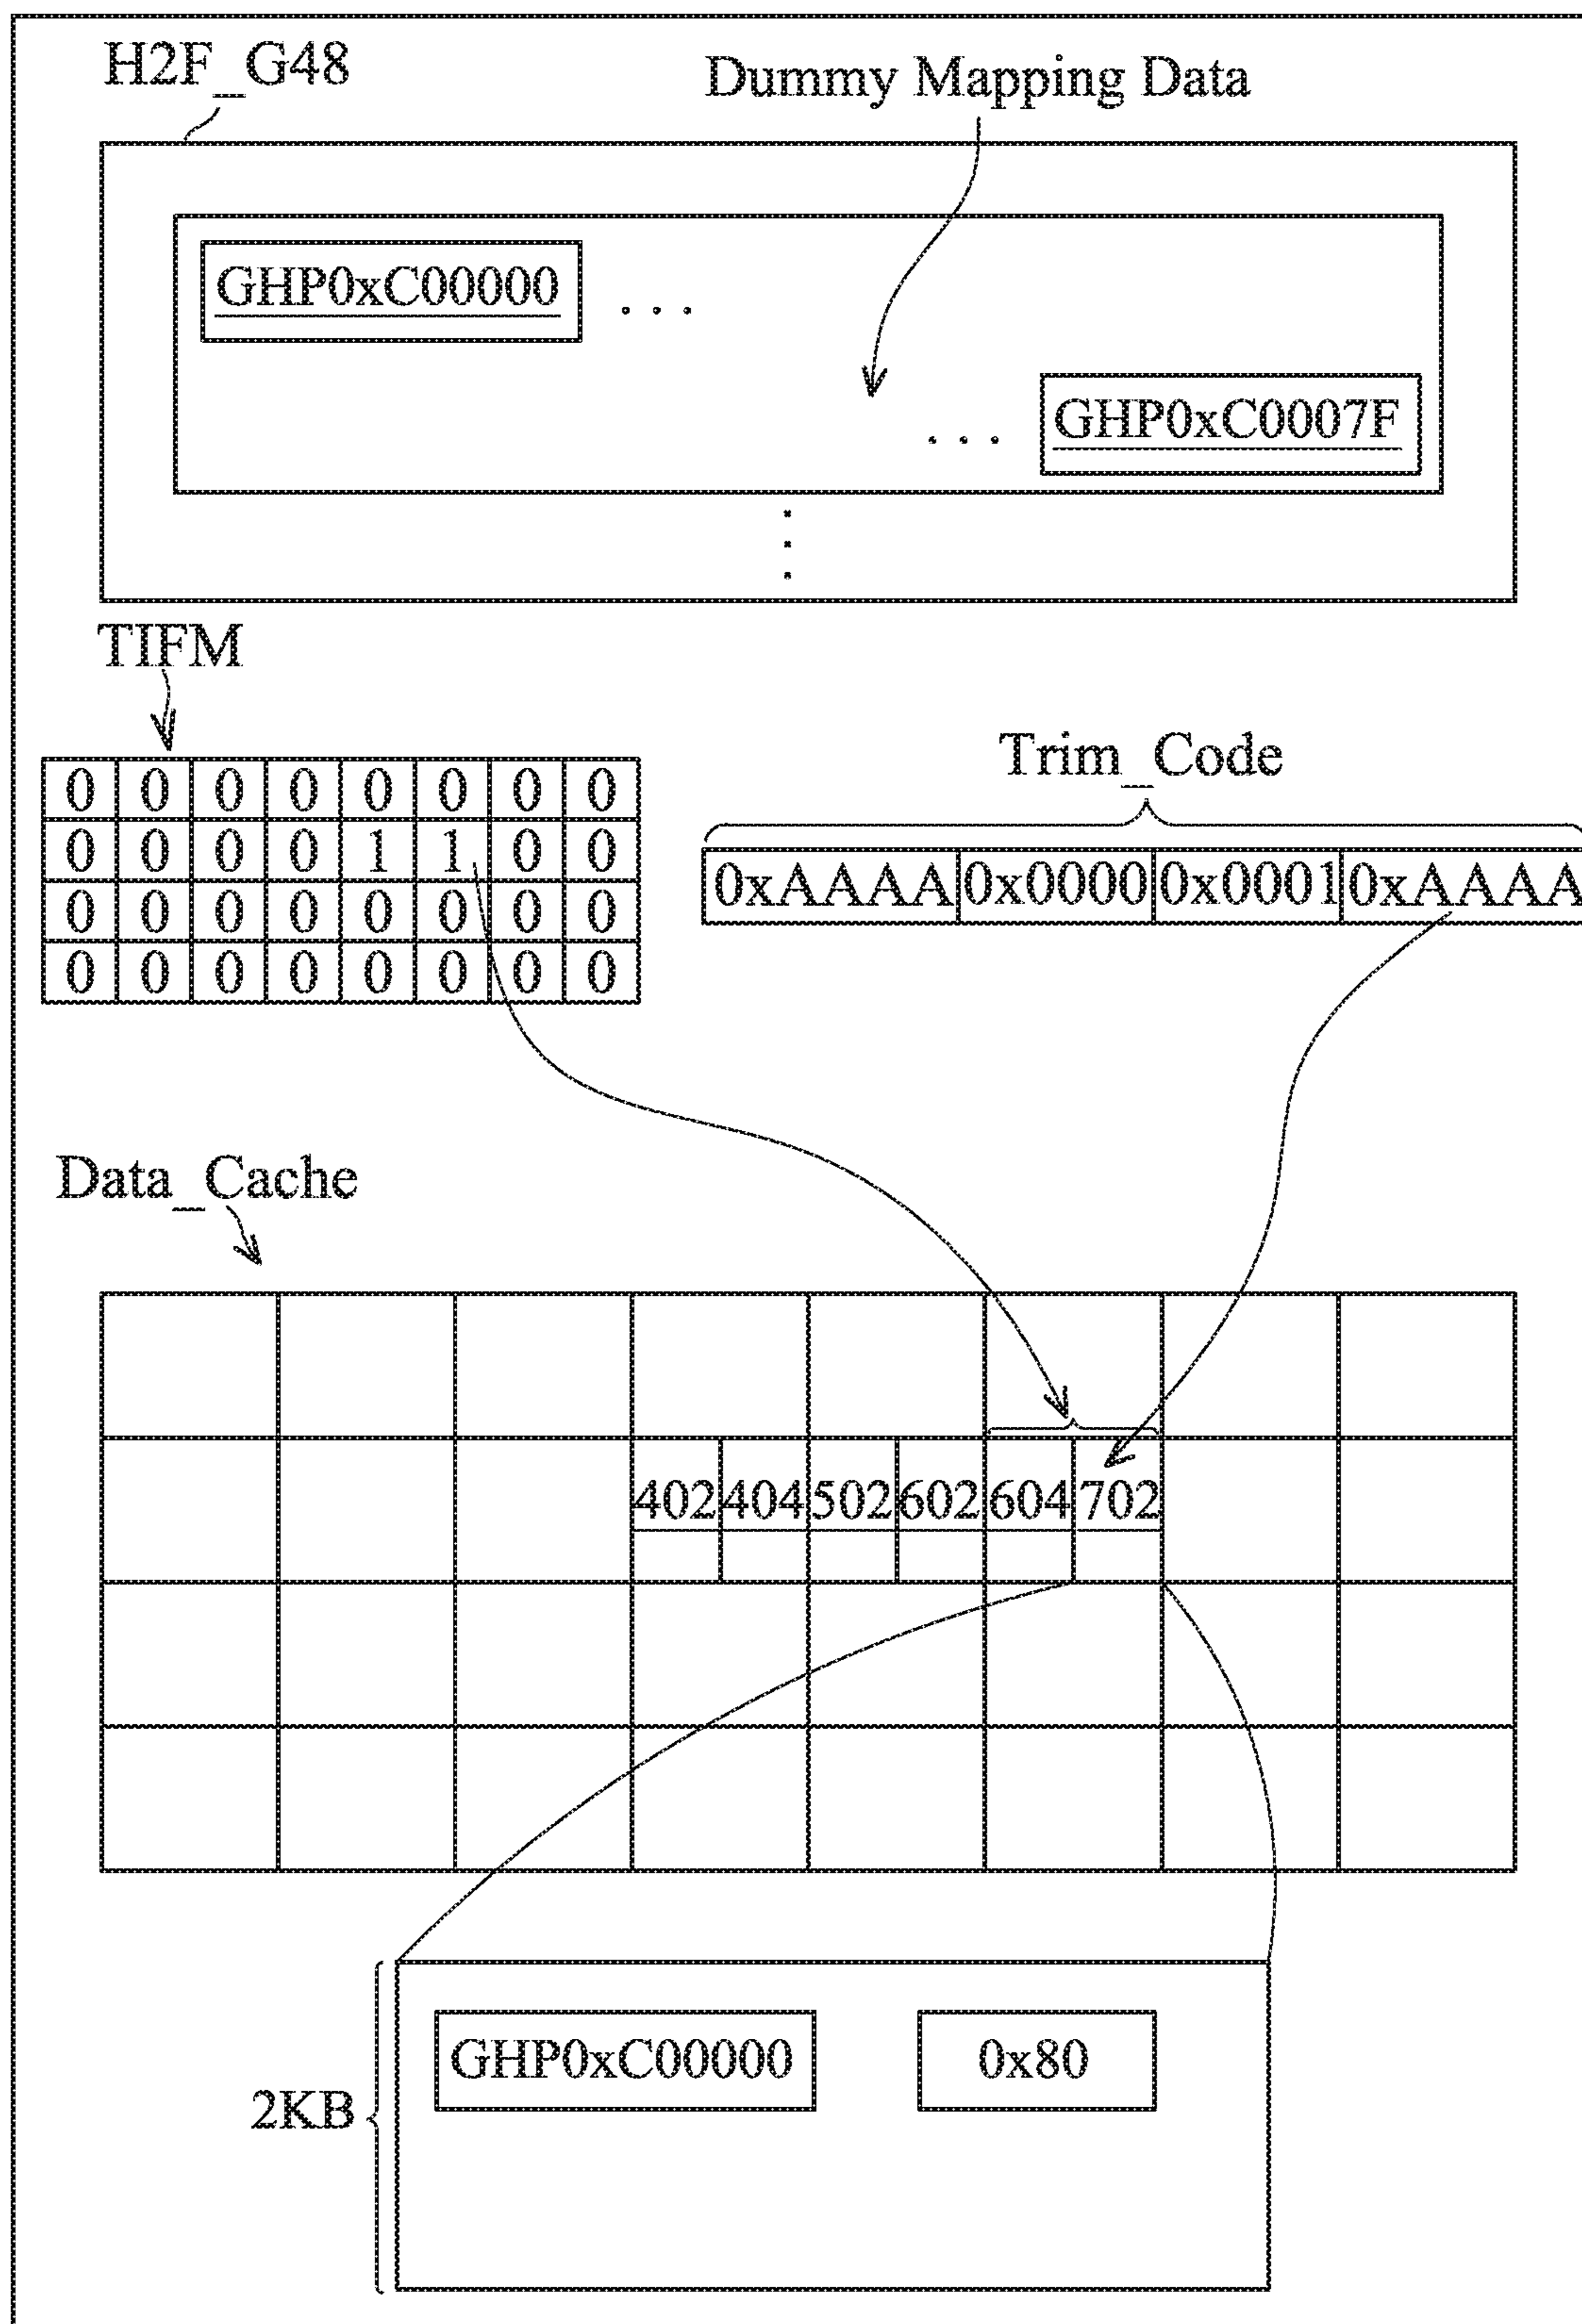 H2F_G48
Dummy Mapping Data
GHP0xC00000 ...
... GHP0xC0007F
TIFM
0 0 0 0 0 0 0 0
0 0 0 0 1 1 0 0
0 0 0 0 0 0 0 0
0 0 0 0 0 0 0 0
Trim_Code
0xAAAA 0x0000 0x0001 0xAAAA
Data_Cache
402 404 502 602 604 702
GHP0xC00000 0x80
2KB